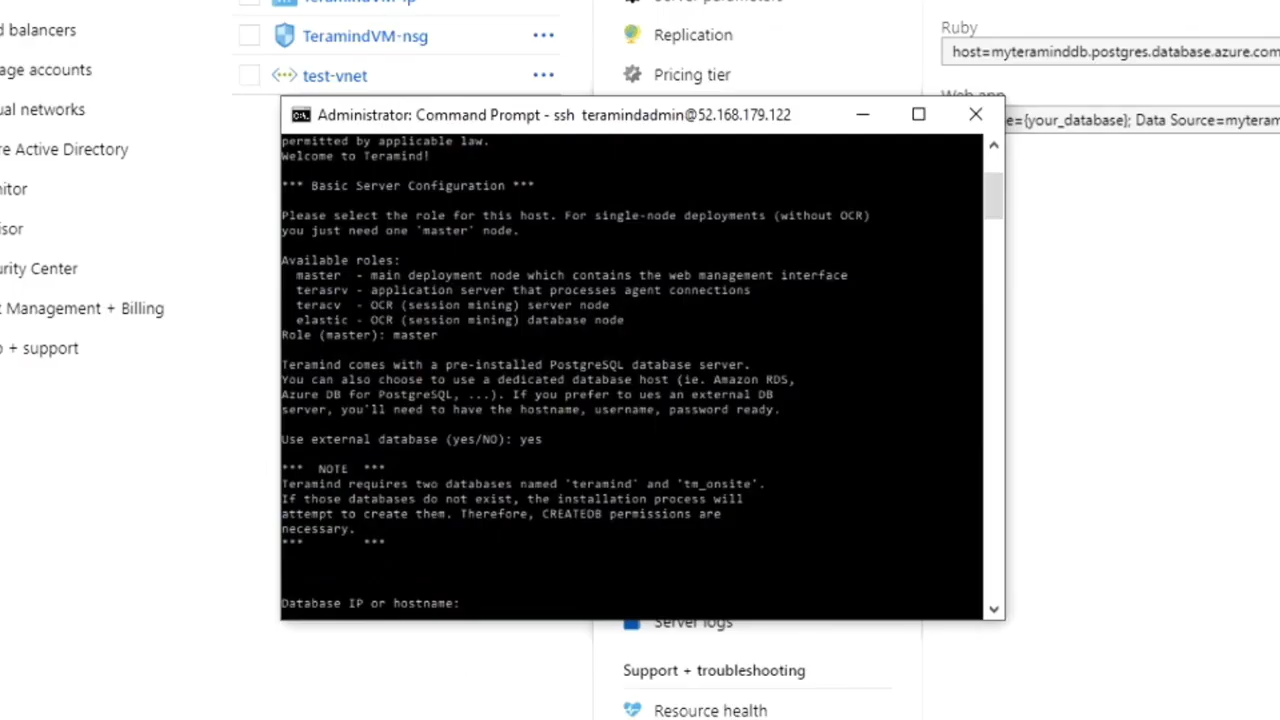 d balancers
age accounts
ual networks
re Active Directory
nitor
isor
urity Center
t Management + Billing
p + support
TeramindVM-ip
TeramindVM-nsg
test-vnet
Server parameters
Replication
Pricing tier
Ruby
host=myteraminddb.postgres.database.azure.com
Web app
e={your_database}; Data Source=myteram
Administrator: Command Prompt - ssh teramindadmin@52.168.179.122
permitted by applicable law.
Welcome to Teramind!
*** Basic Server Configuration ***
Please select the role for this host. For single-node deployments (without OCR)
you just need one `master` node.
Available roles:
master - main deployment node which contains the web management interface
terasrv - application server that processes agent connections
teracv - OCR (session mining) server node
elastic - OCR (session mining) database node
Role (master): master
Teramind comes with a pre-installed PostgreSQL database server.
You can also choose to use a dedicated database host (ie. Amazon RDS,
Azure DB for PostgreSQL, ...). If you prefer to ues an external DB
server, you'll need to have the hostname, username, password ready.
Use external database (yes/NO): yes
*** NOTE ***
Teramind requires two databases named `teramind` and `tm_onsite`.
If those databases do not exist, the installation process will
attempt to create them. Therefore, CREATEDB permissions are
necessary.
*** ***
Database IP or hostname:
Server logs
Support + troubleshooting
Resource health